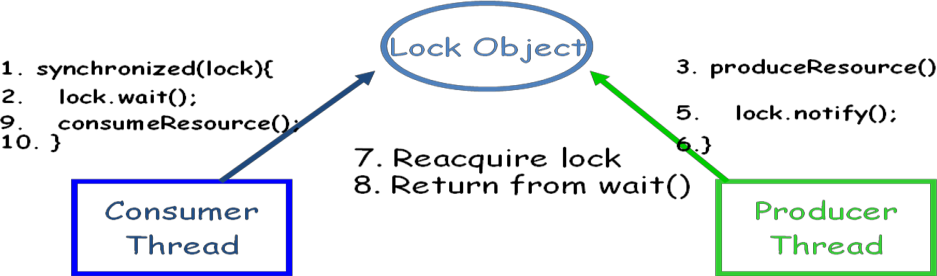 Lock Object
1. synchronized(lock){
2. lock.wait();
9. consumeResource();
10. }
3. produceResource()
5. lock.notify();
6.}
7. Reacquire lock
8. Return from wait()
Consumer
Thread
Producer
Thread